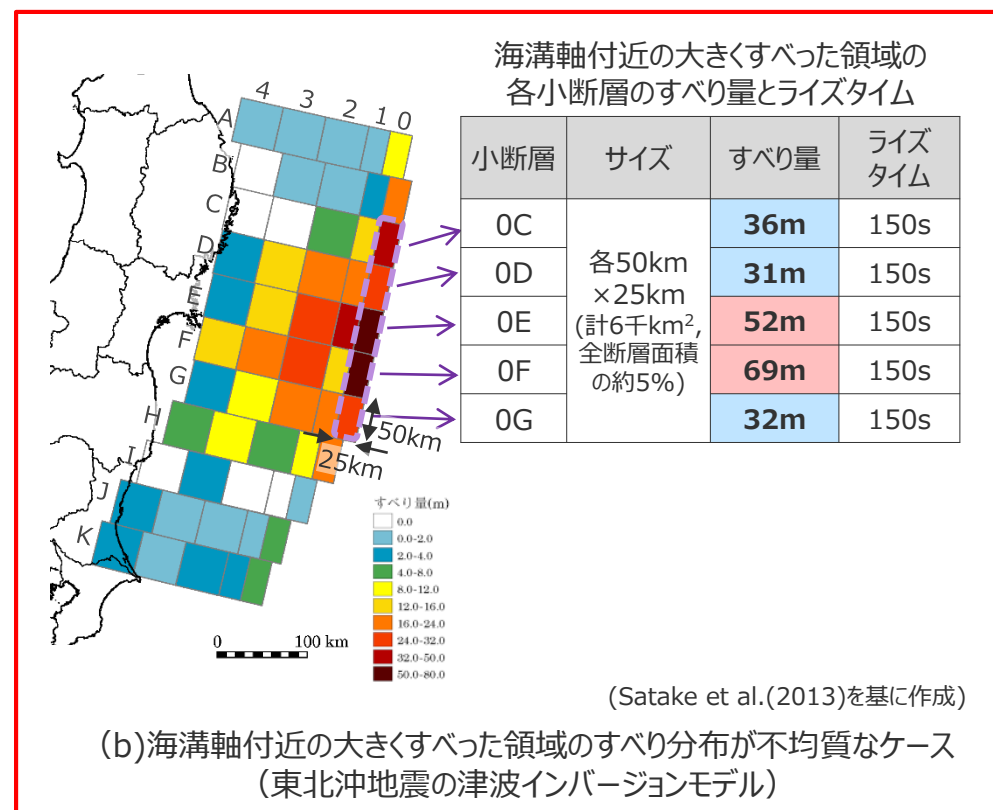 海溝軸付近の大きくすべった領域の
各小断層のすべり量とライズタイム
4 3 2 1 0
A
B
C
D
E
F
G
H
I
J
K
小断層 サイズ すべり量 ライズ
タイム
0C 36m 150s
0D 31m 150s
0E 52m 150s
0F 69m 150s
0G 32m 150s
各50km
×25km
(計6千km²,
全断層面積
の約5%)
50km
25km
すべり量(m)
0.0
0.0-2.0
2.0-4.0
4.0-8.0
8.0-12.0
12.0-16.0
16.0-24.0
24.0-32.0
32.0-50.0
50.0-80.0
0 100 km
(Satake et al.(2013)を基に作成)
(b)海溝軸付近の大きくすべった領域のすべり分布が不均質なケース
（東北沖地震の津波インバージョンモデル）